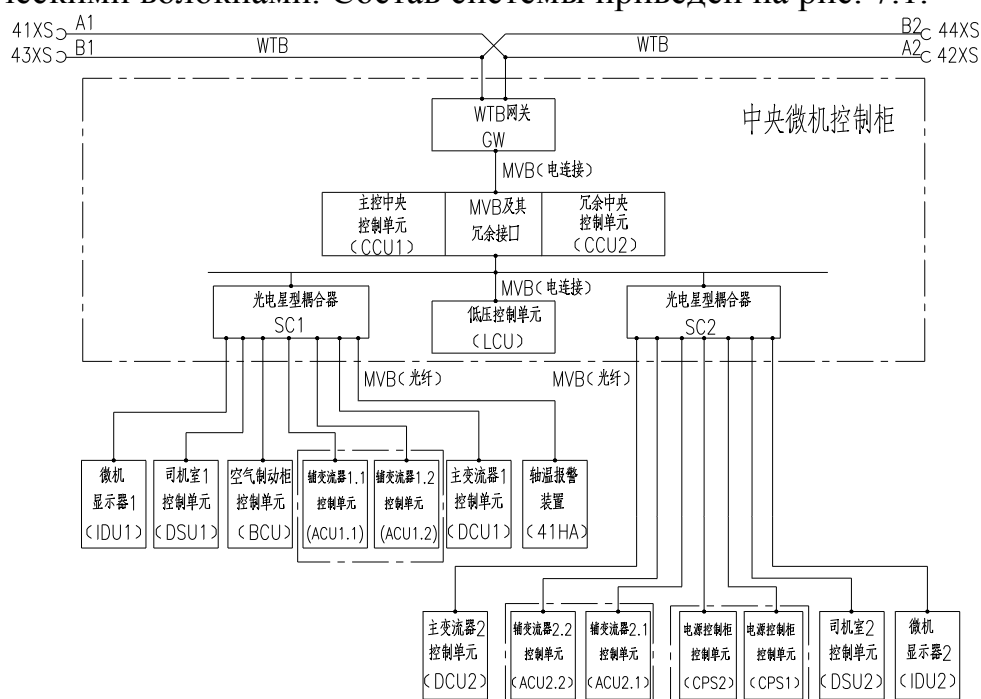 ческими волокнами. Состав системы приведен на рис. 7.1.
41XS A1
43XS B1
WTB
WTB
B2 44XS
A2 42XS
中央微机控制柜
WTB网关
GW
MVB(电连接)
主控中央
控制单元
(CCU1)
MVB及其
冗余接口
冗余中央
控制单元
(CCU2)
MVB(电连接)
光电星型耦合器
SC1
低压控制单元
(LCU)
光电星型耦合器
SC2
MVB(光纤)
MVB(光纤)
微机
显示器1
(IDU1)
司机室1
控制单元
(DSU1)
空气制动柜
控制单元
(BCU)
辅变流器1.1
控制单元
(ACU1.1)
辅变流器1.2
控制单元
(ACU1.2)
主变流器1
控制单元
(DCU1)
轴温报警
装置
(41HA)
主变流器2
控制单元
(DCU2)
辅变流器2.2
控制单元
(ACU2.2)
辅变流器2.1
控制单元
(ACU2.1)
电源控制柜
控制单元
(CPS2)
电源控制柜
控制单元
(CPS1)
司机室2
控制单元
(DSU2)
微机
显示器2
(IDU2)